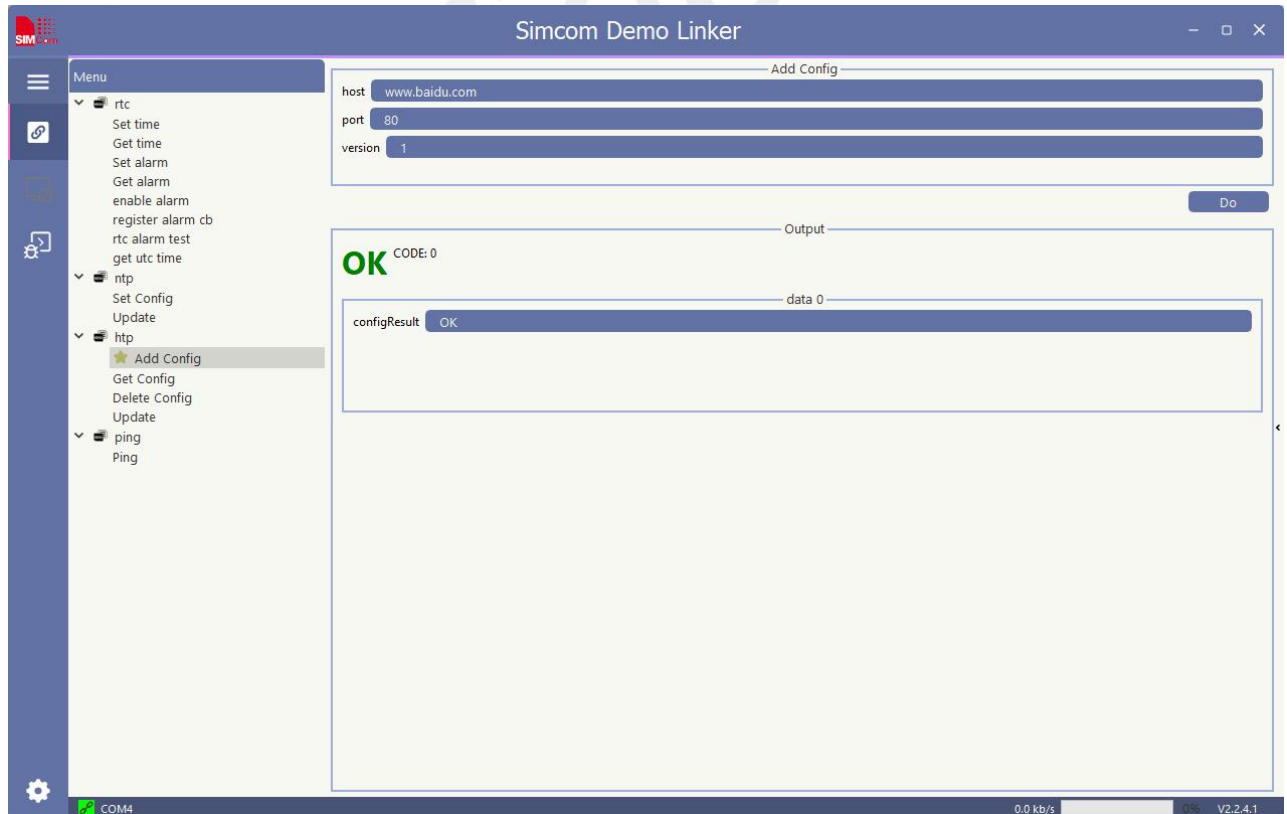 Simcom Demo Linker
SIMCom
Menu
rtc
Set time
Get time
Set alarm
Get alarm
enable alarm
register alarm cb
rtc alarm test
get utc time
ntp
Set Config
Update
htp
Add Config
Get Config
Delete Config
Update
ping
Ping
Add Config
host www.baidu.com
port 80
version 1
Do
Output
OK CODE: 0
data 0
configResult OK
COM4 0.0 kb/s 0% V2.2.4.1